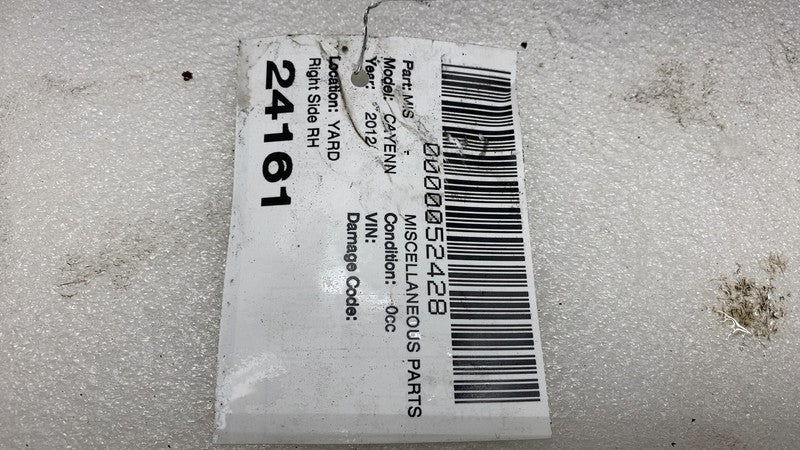 0000052428
Part: MIS - MISCELLANEOUS PARTS
Model: CAYENN Condition: 0cc
Year: 2012 VIN:
Damage Code:
Location: YARD
Right Side RH
24161